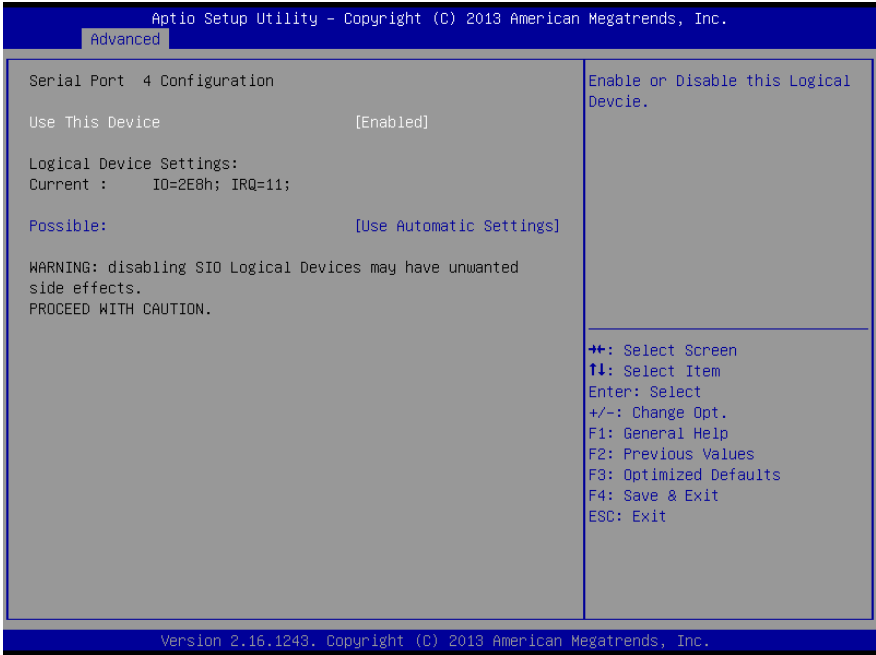 Aptio Setup Utility – Copyright (C) 2013 American Megatrends, Inc.
Advanced
Serial Port  4 Configuration
Use This Device [Enabled]
Logical Device Settings:
Current : IO=2E8h; IRQ=11;
Possible: [Use Automatic Settings]
WARNING: disabling SIO Logical Devices may have unwanted
side effects.
PROCEED WITH CAUTION.
Enable or Disable this Logical
Devcie.
→←: Select Screen
↑↓: Select Item
Enter: Select
+/-: Change Opt.
F1: General Help
F2: Previous Values
F3: Optimized Defaults
F4: Save & Exit
ESC: Exit
Version 2.16.1243. Copyright (C) 2013 American Megatrends, Inc.